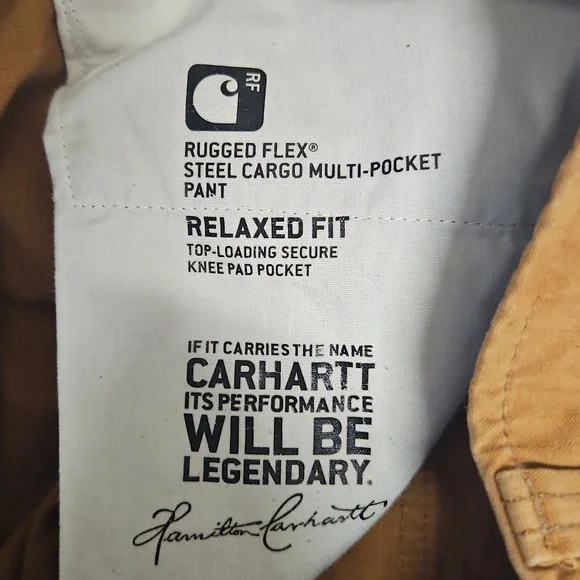 RF
RUGGED FLEX®
STEEL CARGO MULTI-POCKET
PANT
RELAXED FIT
TOP-LOADING SECURE
KNEE PAD POCKET
IF IT CARRIES THE NAME
CARHARTT
ITS PERFORMANCE
WILL BE
LEGENDARY.
Hamilton Carhartt